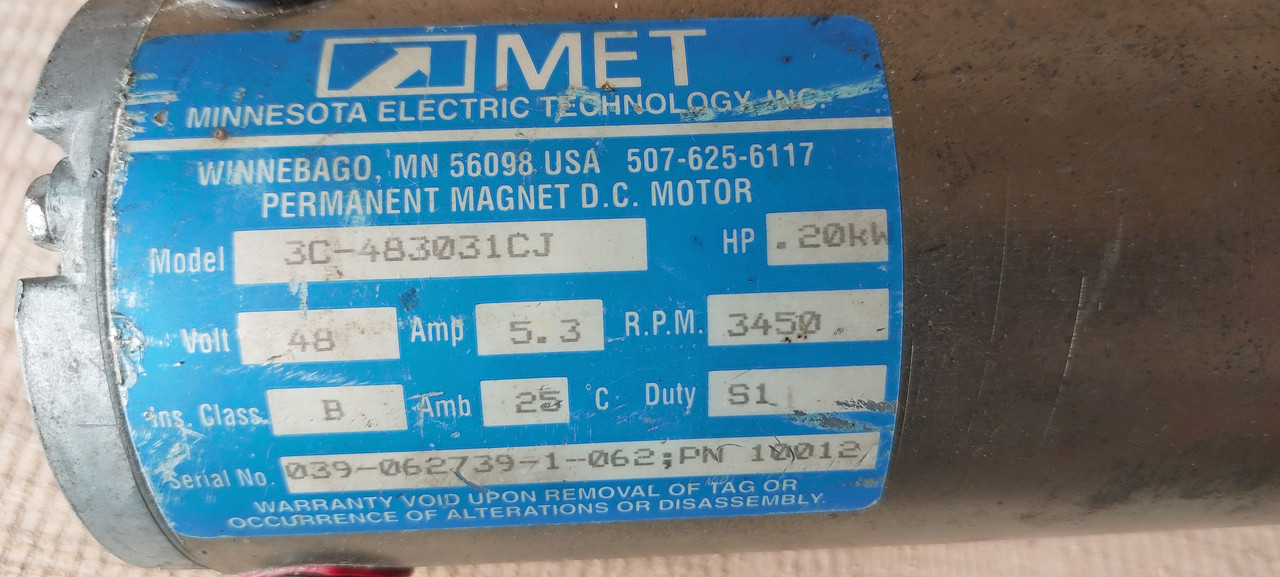 MET
MINNESOTA ELECTRIC TECHNOLOGY, INC.
WINNEBAGO, MN 56098 USA 507-625-6117
PERMANENT MAGNET D.C. MOTOR
Model 3C-483031CJ HP .20kW
Volt 48 Amp 5.3 R.P.M. 3450
Ins. Class. B Amb 25 °C Duty S1
Serial No. 039-062739-1-062;PN 10012
WARRANTY VOID UPON REMOVAL OF TAG OR
OCCURRENCE OF ALTERATIONS OR DISASSEMBLY.